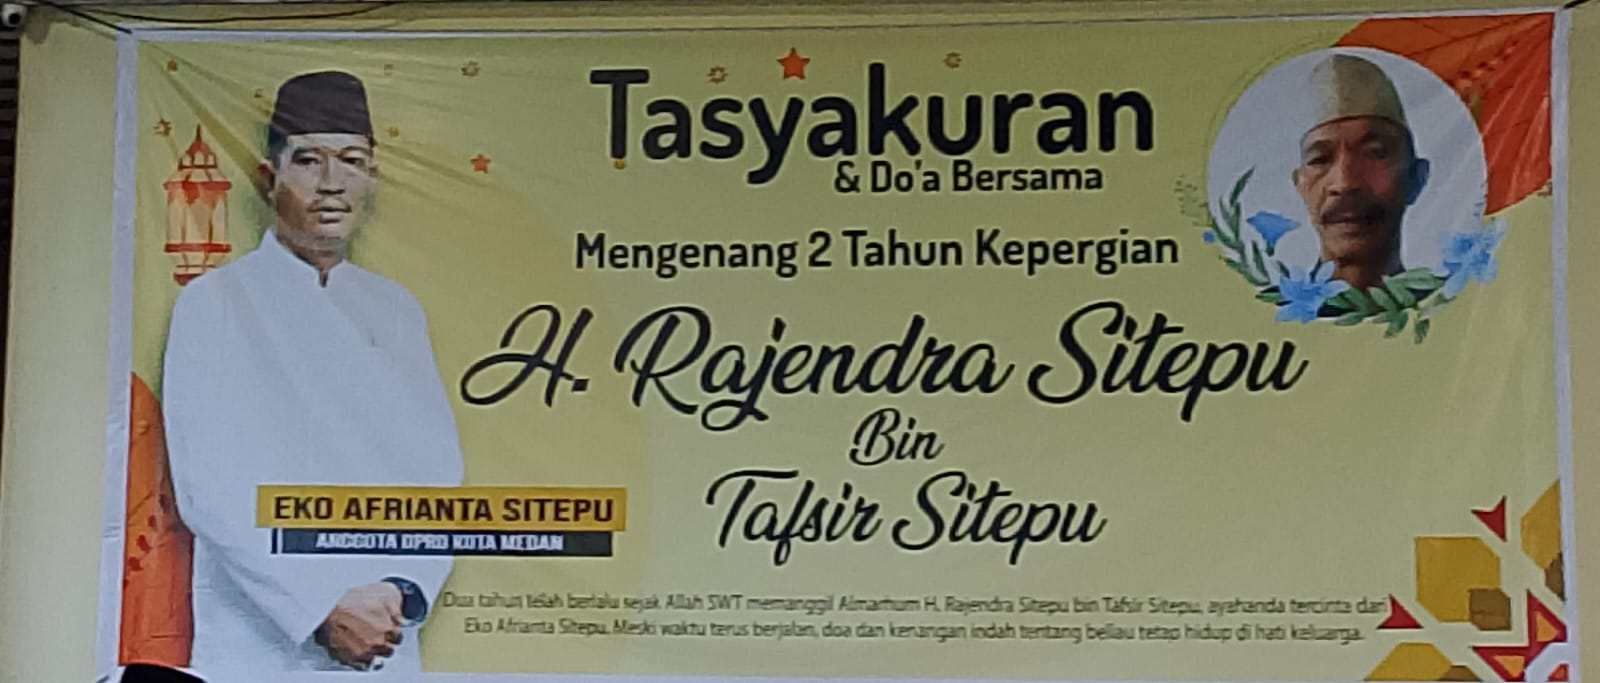 Tasyakuran
& Do'a Bersama
Mengenang 2 Tahun Kepergian
H. Rajendra Sitepu
Bin
Tafsir Sitepu
EKO AFRIANTA SITEPU
ANGGOTA DPRD KOTA MEDAN
Dua tahun telah berlalu sejak Allah SWT memanggil Almarhum H. Rajendra Sitepu bin Tafsir Sitepu, ayahanda tercinta dari
Eko Afrianta Sitepu. Meski waktu terus berjalan, doa dan kenangan indah tentang beliau tetap hidup di hati keluarga.